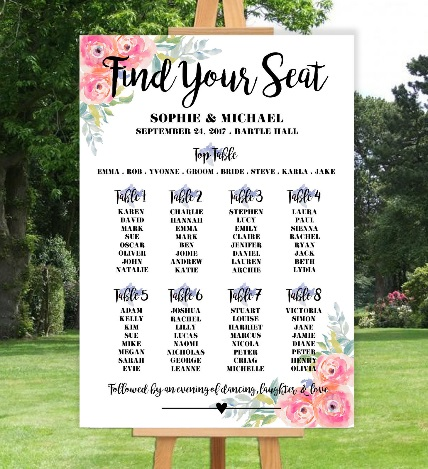 Find Your Seat
SOPHIE & MICHAEL
SEPTEMBER 24, 2017 . BARTLE HALL
Top Table
EMMA . ROB . YVONNE . GROOM . BRIDE . STEVE . KARLA . JAKE
Table 1 Table 2 Table 3 Table 4
KAREN CHARLIE STEPHEN LAURA
DAVID HANNAH LUCY PAUL
MARK EMMA EMILY SIENNA
SUE MARK CLAIRE RACHEL
OSCAR BEN JENIFER RYAN
OLIVER JODIE DANIEL JACK
JOHN ANDREW LAUREN BETH
NATALIE KATIE ARCHIE LYDIA
Table 5 Table 6 Table 7 Table 8
ADAM JOSHUA STUART VICTORIA
KELLY RACHEL LOUISE SIMON
KIM LILLY HARRIET JANE
SUE LUCAS MARCUS JAMIE
MIKE NAOMI NICOLA DIANE
MEGAN NICHOLAS PETER PETER
SARAH GEORGE CRIAG HENRY
EVIE LEANNE MICHELLE OLIVIA
Followed by an evening of dancing, laughter, & love